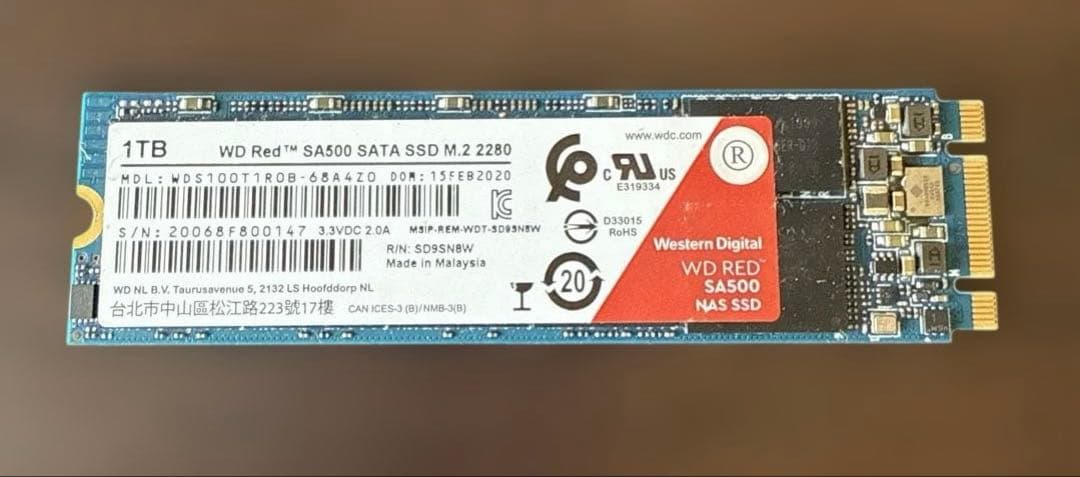 1TB WD Red™ SA500 SATA SSD M.2 2280
MDL: WDS100T1R0B-68A4Z0 DOM: 15FEB2020
S/N: 20068F800147 3.3VDC 2.0A MSIP-REM-WDT-SD9SN8W
R/N: SD9SN8W
Made in Malaysia
WD NL B.V. Taurusavenue 5, 2132 LS Hoofddorp NL
台北市中山區松江路223號17樓 CAN ICES-3 (B)/NMB-3(B)
www.wdc.com
c RU US
E319334
D33015
RoHS
20
®
Western Digital
WD RED™
SA500
NAS SSD
B
M